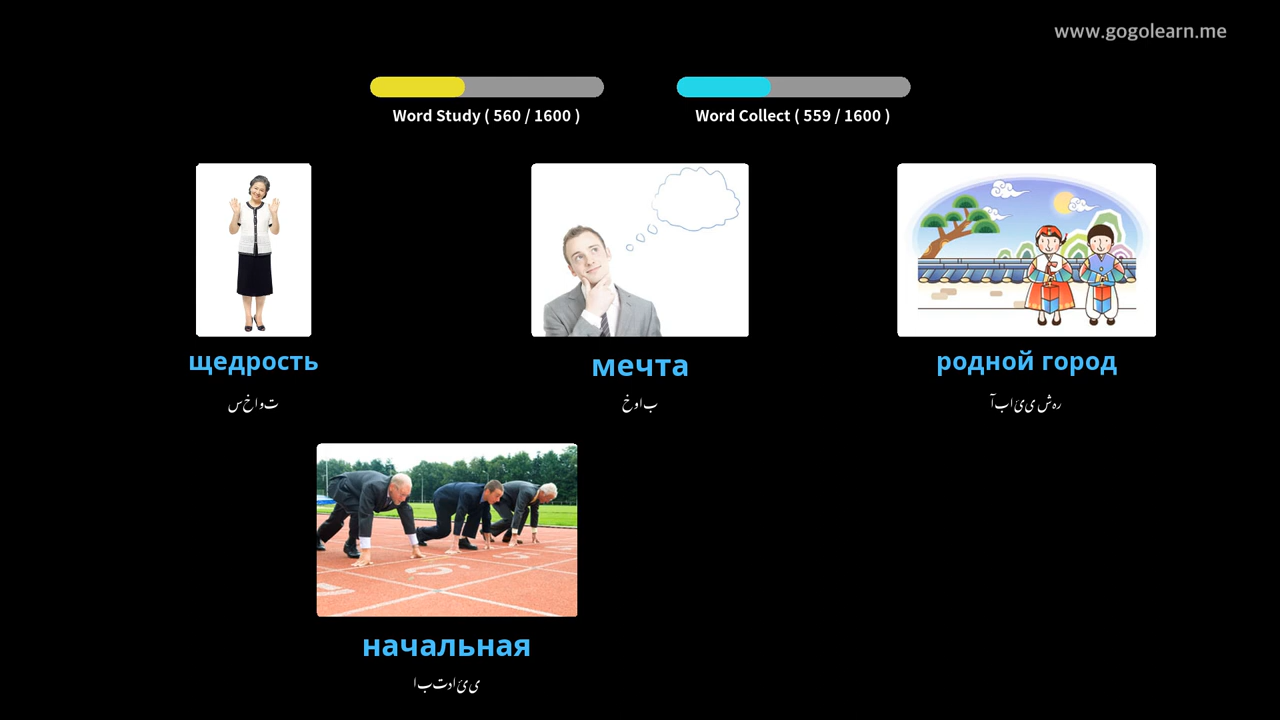 www.gogolearn.me
Word Study ( 560 / 1600 )
Word Collect ( 559 / 1600 )
щедрость
سخاوت
мечта
خواب
родной город
آبائی شہر
начальная
ابتدائی